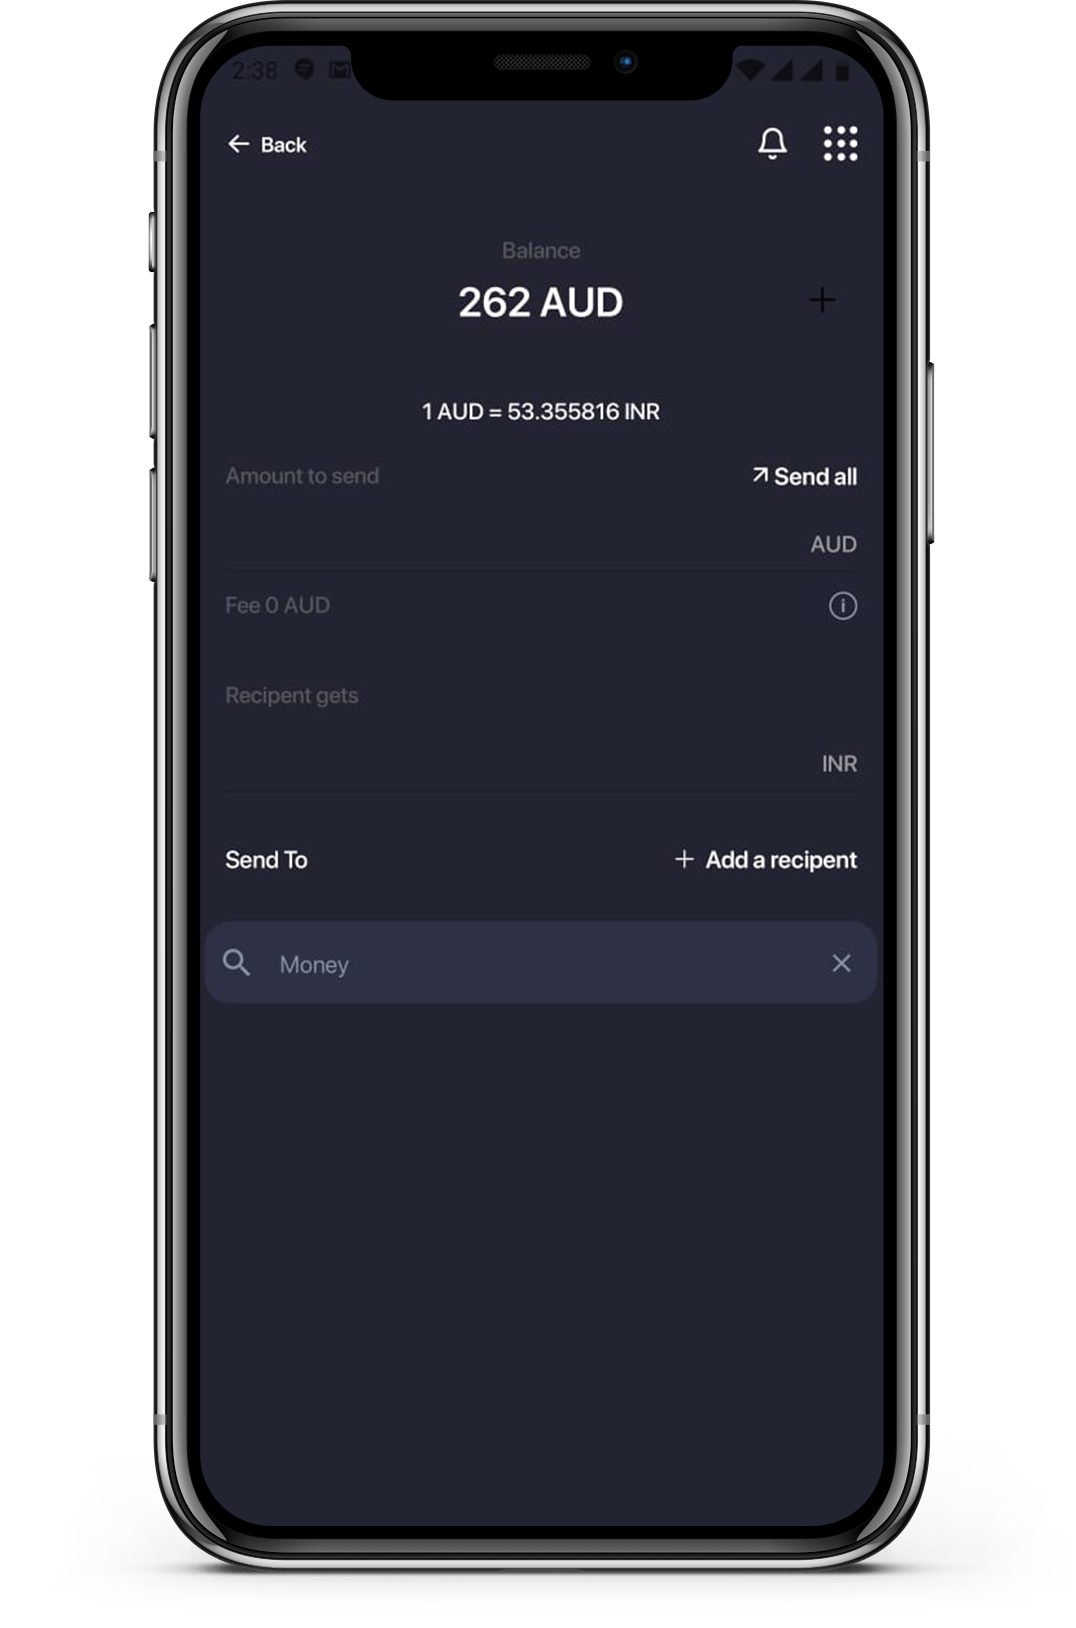 2:38
Back
Balance
262 AUD
1 AUD = 53.355816 INR
Amount to send
Send all
AUD
Fee 0 AUD
Recipent gets
INR
Send To
Add a recipent
Money